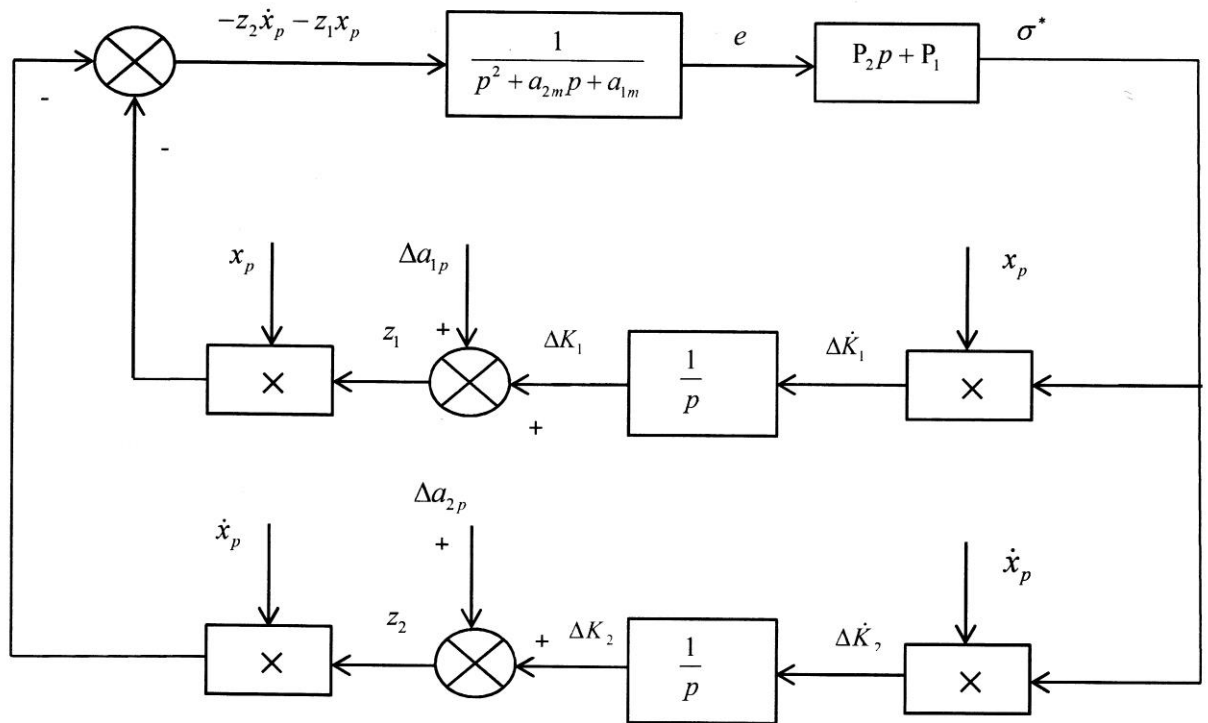 −z₂ẋₚ − z₁xₚ
1
p² + a₂ₘp + a₁ₘ
e
P₂p + P₁
σ*
-
-
xₚ
Δa₁ₚ
xₚ
z₁
+
ΔK₁
1
p
ΔK̇₁
×
+
×
Δa₂ₚ
ẋₚ
+
ẋₚ
z₂
+
ΔK₂
1
p
ΔK̇₂
×
×